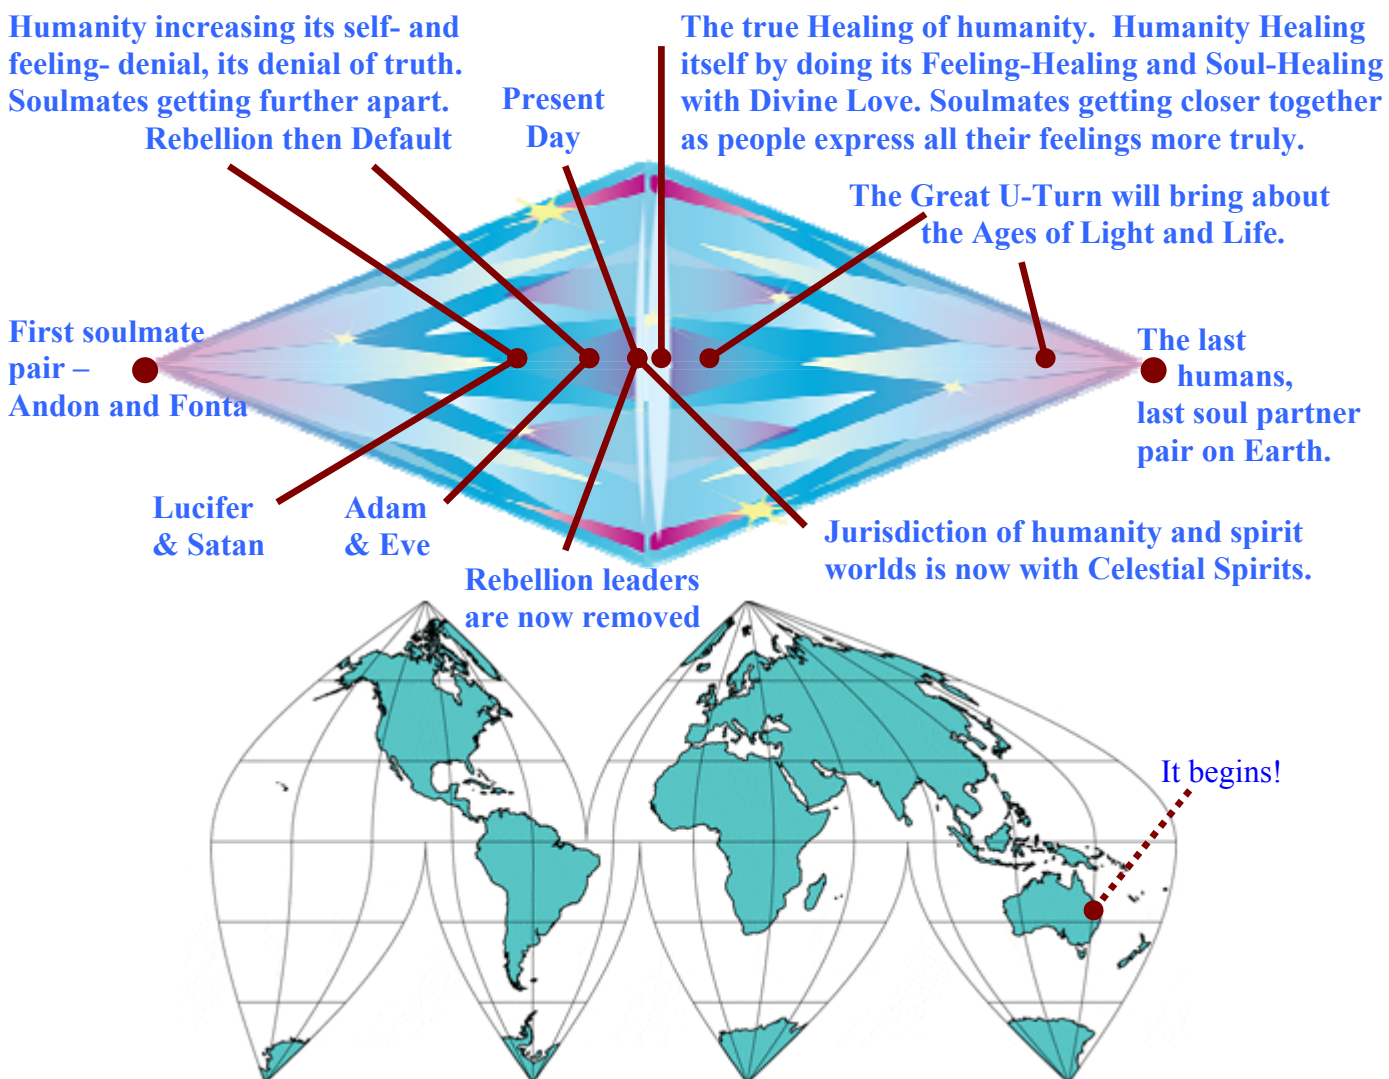 Humanity increasing its self- and
feeling- denial, its denial of truth.
Soulmates getting further apart.
Rebellion then Default
Present
Day
The true Healing of humanity.  Humanity Healing
itself by doing its Feeling-Healing and Soul-Healing
with Divine Love. Soulmates getting closer together
as people express all their feelings more truly.
The Great U-Turn will bring about
the Ages of Light and Life.
First soulmate
pair –
Andon and Fonta
The last
humans,
last soul partner
pair on Earth.
Lucifer
& Satan
Adam
& Eve
Rebellion leaders
are now removed
Jurisdiction of humanity and spirit
worlds is now with Celestial Spirits.
It begins!